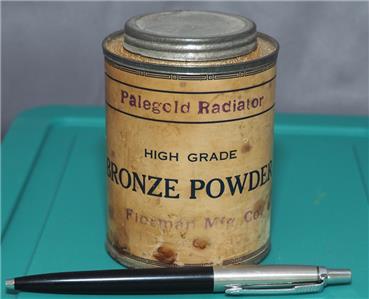 Palegold Radiator
HIGH GRADE
BRONZE POWDER
Mfg Co.